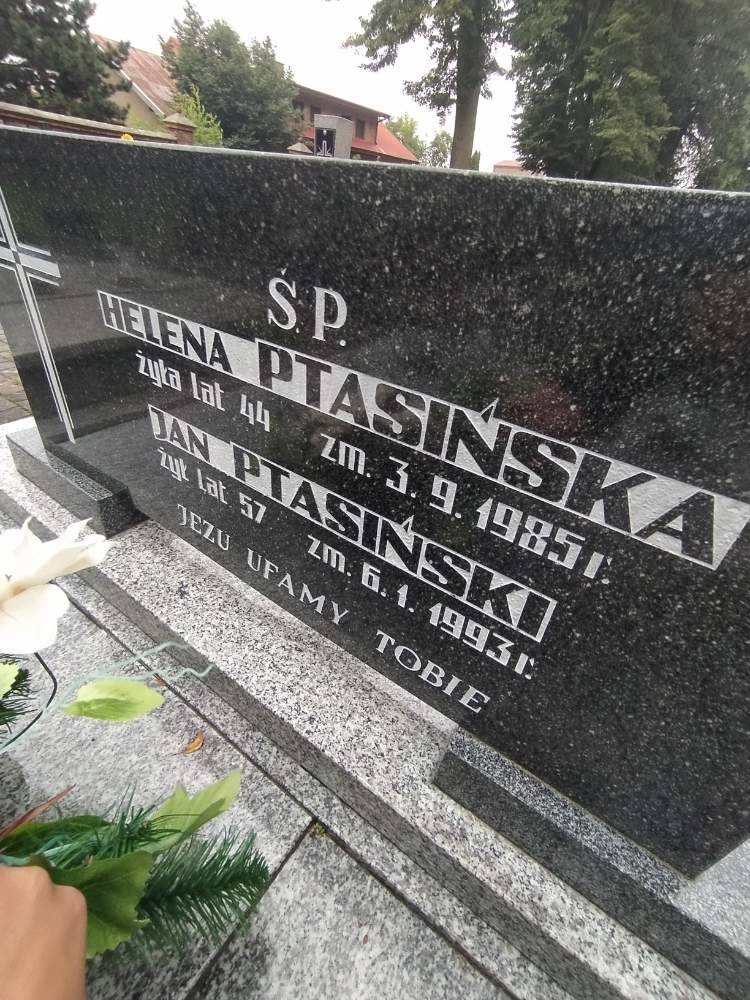 Ś.P.
HELENA PTASIŃSKA
żyła lat 44 zm. 3.9.1985r.
JAN PTASIŃSKI
żył lat 57 zm. 6.1.1993r.
JEZU UFAMY TOBIE